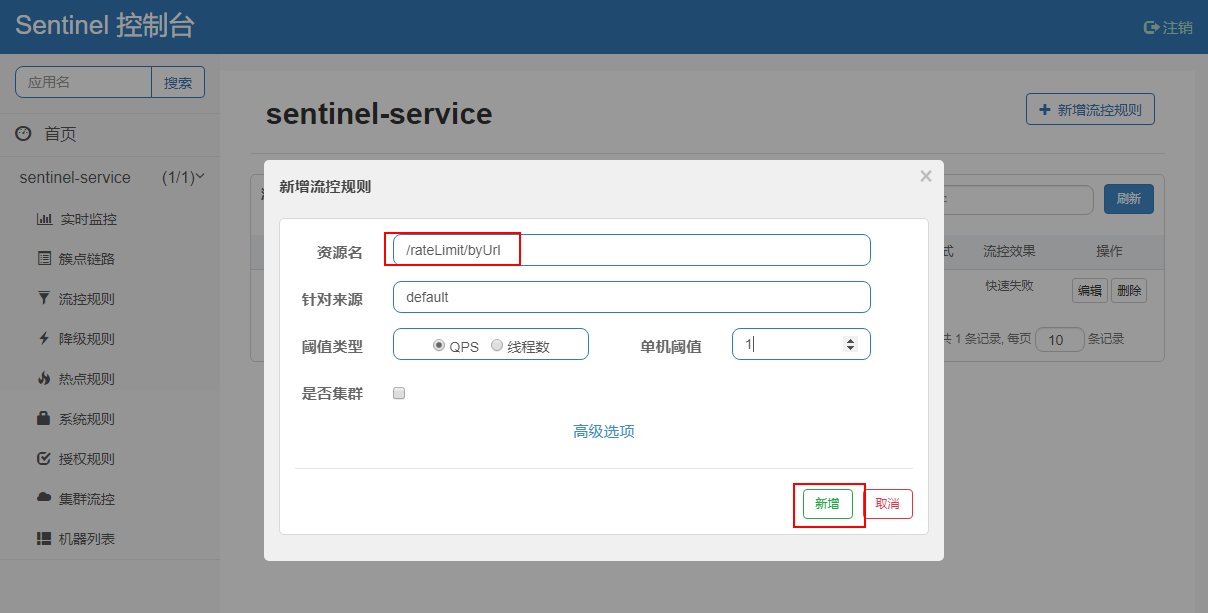 Sentinel 控制台
注销
应用名 搜索
首页
sentinel-service (1/1)
实时监控
簇点链路
流控规则
降级规则
热点规则
系统规则
授权规则
集群流控
机器列表
sentinel-service
新增流控规则
刷新
式 流控效果 操作
快速失败 编辑 删除
共 1 条记录, 每页 10 条记录
新增流控规则
×
资源名 /rateLimit/byUrl
针对来源 default
阈值类型 QPS 线程数 单机阈值 1
是否集群
高级选项
新增 取消